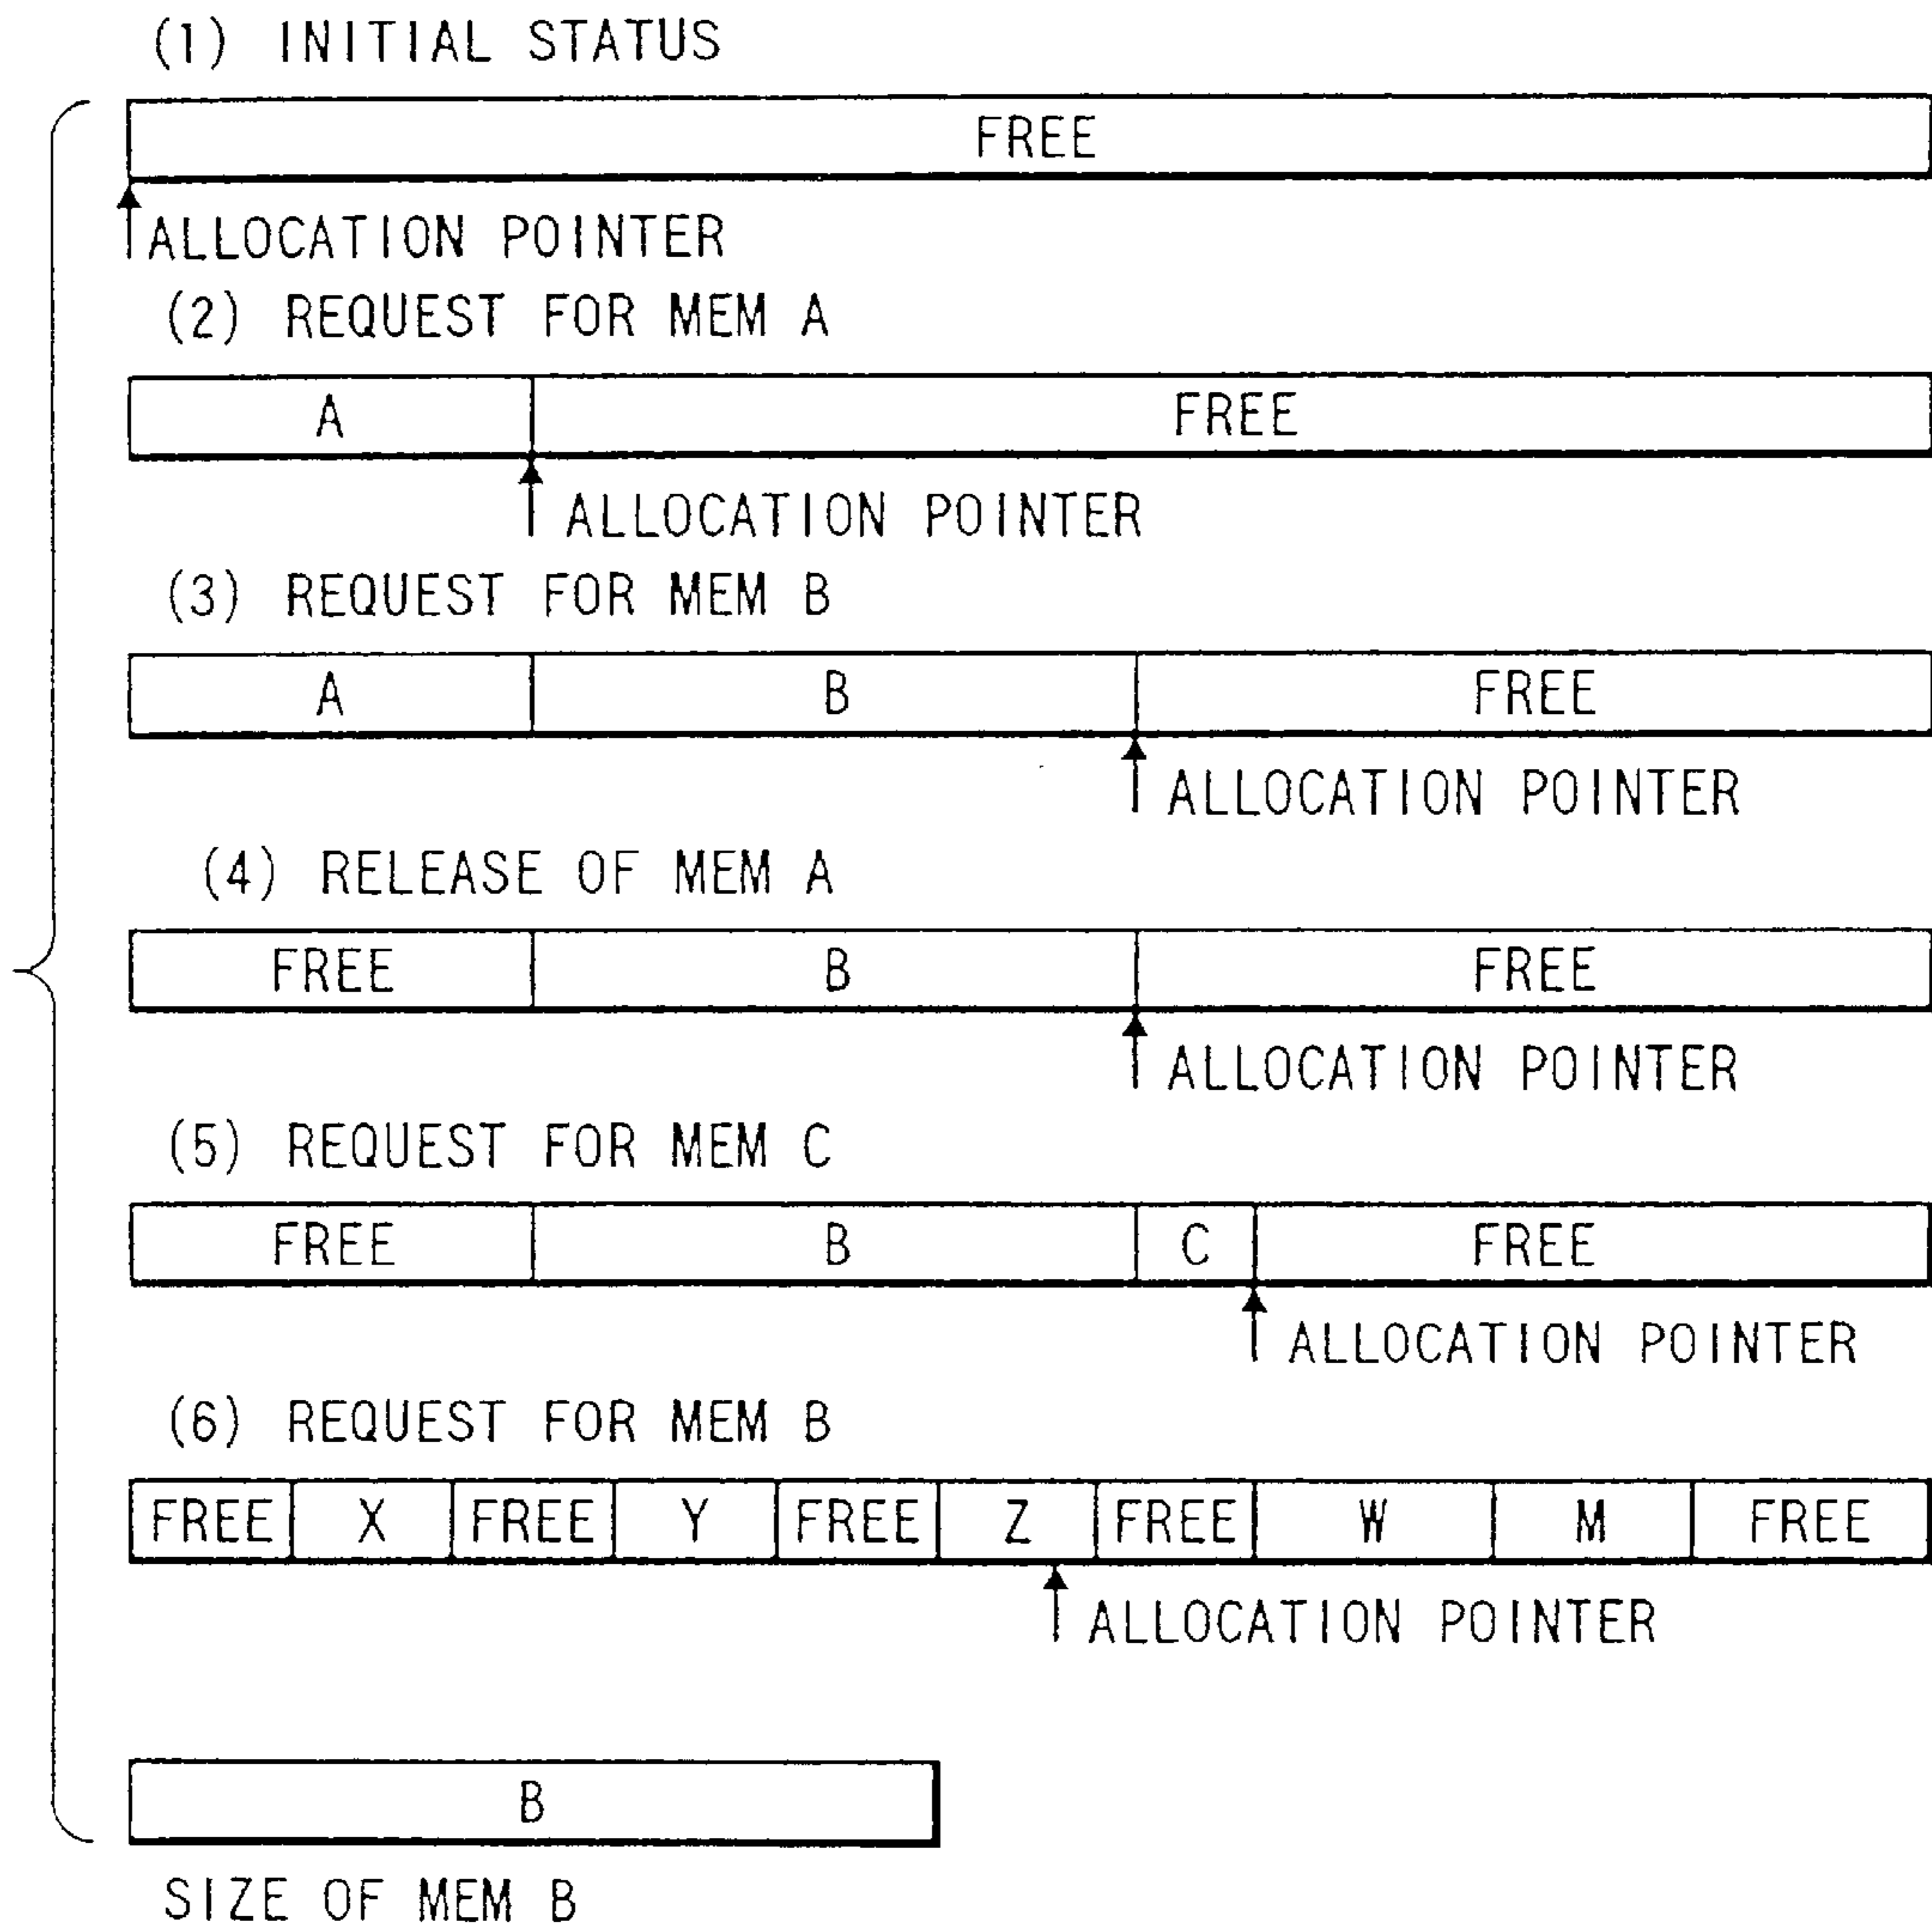 (1) INITIAL STATUS
FREE
ALLOCATION POINTER
(2) REQUEST FOR MEM A
A FREE
ALLOCATION POINTER
(3) REQUEST FOR MEM B
A B FREE
ALLOCATION POINTER
(4) RELEASE OF MEM A
FREE B FREE
ALLOCATION POINTER
(5) REQUEST FOR MEM C
FREE B C FREE
ALLOCATION POINTER
(6) REQUEST FOR MEM B
FREE X FREE Y FREE Z FREE W M FREE
ALLOCATION POINTER
B
SIZE OF MEM B